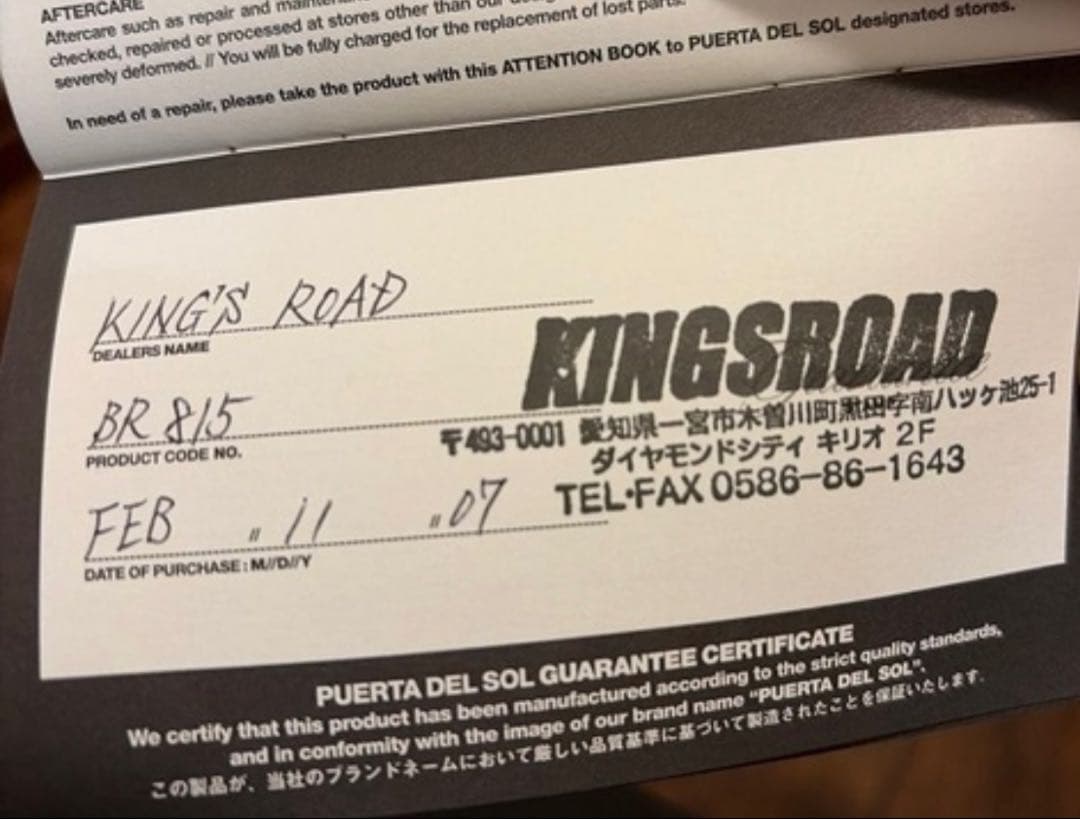 AFTERCARE
Aftercare such as repair and
checked, repaired or processed at stores other than our
severely deformed. // You will be fully charged for the replacement of lost parts.
In need of a repair, please take the product with this ATTENTION BOOK to PUERTA DEL SOL designated stores.
KING'S ROAD
DEALERS NAME
BR 815
PRODUCT CODE NO.
FEB 〃 11 〃 07
DATE OF PURCHASE : M//D//Y
KINGSROAD
〒493-0001 愛知県一宮市木曽川町黒田字南八ツケ池25-1
ダイヤモンドシティ キリオ 2F
TEL・FAX 0586-86-1643
PUERTA DEL SOL GUARANTEE CERTIFICATE
We certify that this product has been manufactured according to the strict quality standards,
and in conformity with the image of our brand name "PUERTA DEL SOL".
この製品が、当社のブランドネームにおいて厳しい品質基準に基づいて製造されたことを保証いたします.